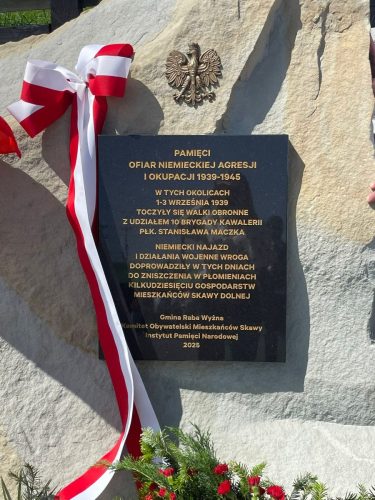 PAMIĘCI
OFIAR NIEMIECKIEJ AGRESJI
I OKUPACJI 1939-1945
W TYCH OKOLICACH
1-3 WRZEŚNIA 1939
TOCZYŁY SIĘ WALKI OBRONNE
Z UDZIAŁEM 10 BRYGADY KAWALERII
PŁK. STANISŁAWA MACZKA
NIEMIECKI NAJAZD
I DZIAŁANIA WOJENNE WROGA
DOPROWADZIŁY W TYCH DNIACH
DO ZNISZCZENIA W PŁOMIENIACH
KILKUDZIESIĘCIU GOSPODARSTW
MIESZKAŃCÓW SKAWY DOLNEJ
Gmina Raba Wyżna
Komitet Obywatelski Mieszkańców Skawy
Instytut Pamięci Narodowej
2025